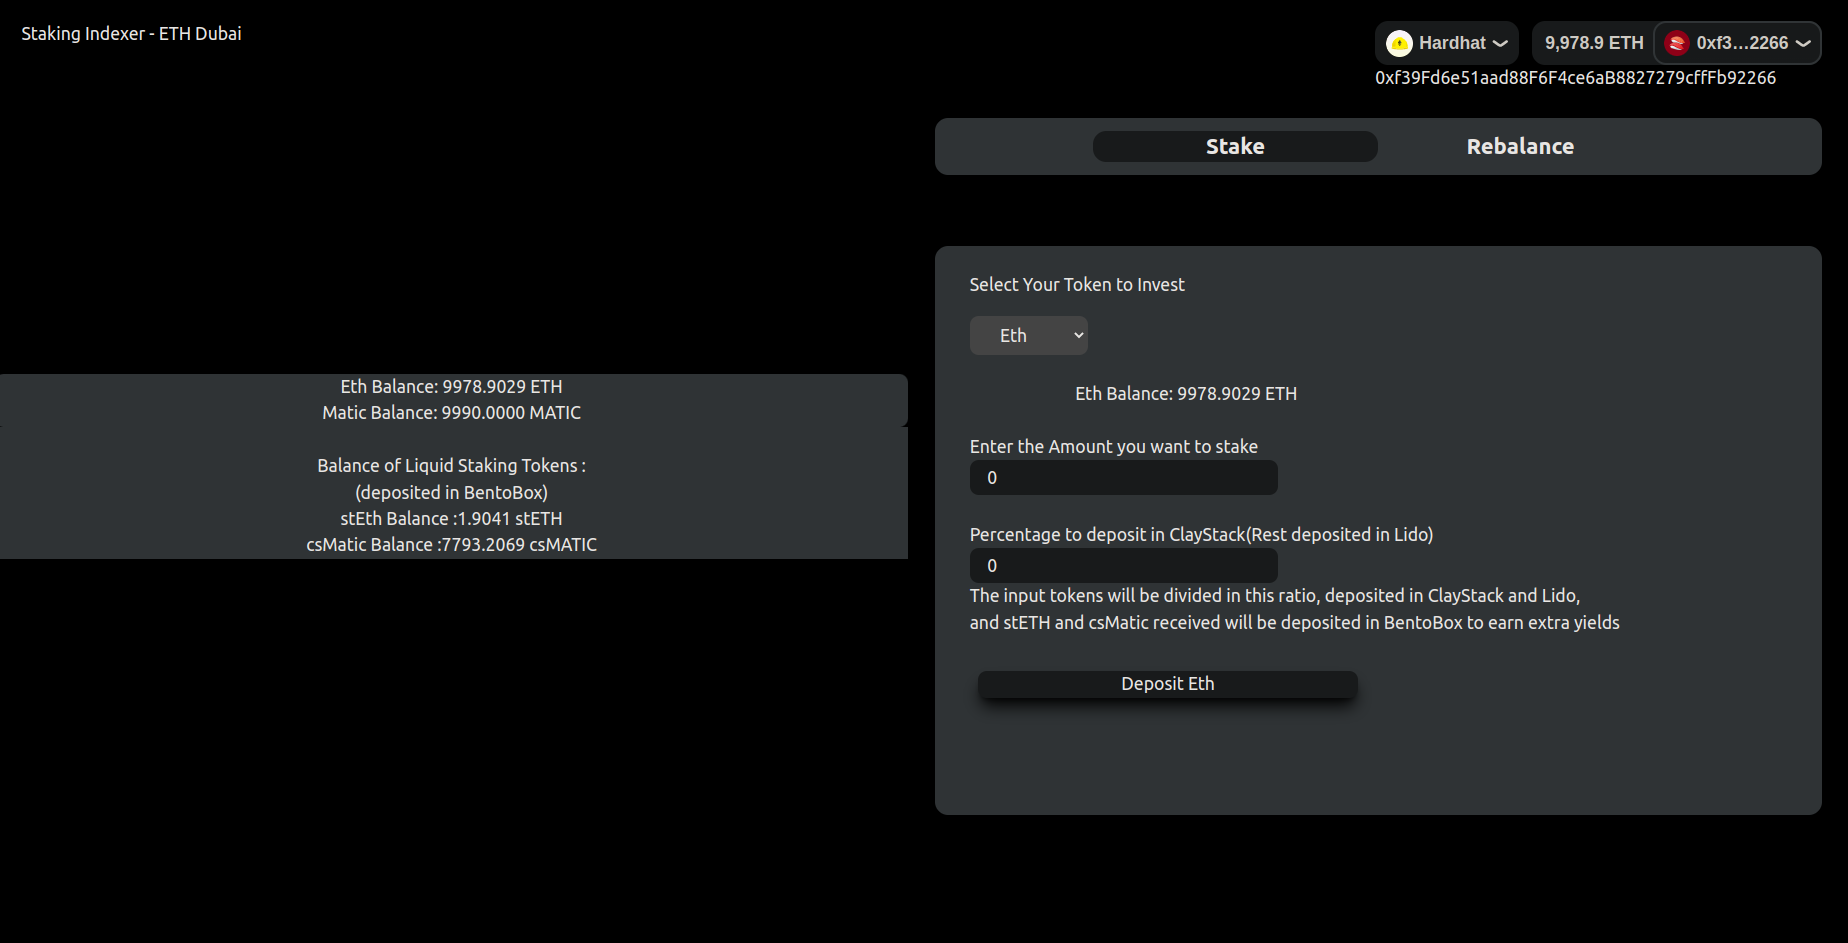 Staking Indexer - ETH Dubai
Hardhat
9,978.9 ETH
0xf3...2266
0xf39Fd6e51aad88F6F4ce6aB8827279cffFb92266
Stake
Rebalance
Eth Balance: 9978.9029 ETH
Matic Balance: 9990.0000 MATIC
Balance of Liquid Staking Tokens :
(deposited in BentoBox)
stEth Balance :1.9041 stETH
csMatic Balance :7793.2069 csMATIC
Select Your Token to Invest
Eth
Eth Balance: 9978.9029 ETH
Enter the Amount you want to stake
0
Percentage to deposit in ClayStack(Rest deposited in Lido)
0
The input tokens will be divided in this ratio, deposited in ClayStack and Lido,
and stETH and csMatic received will be deposited in BentoBox to earn extra yields
Deposit Eth